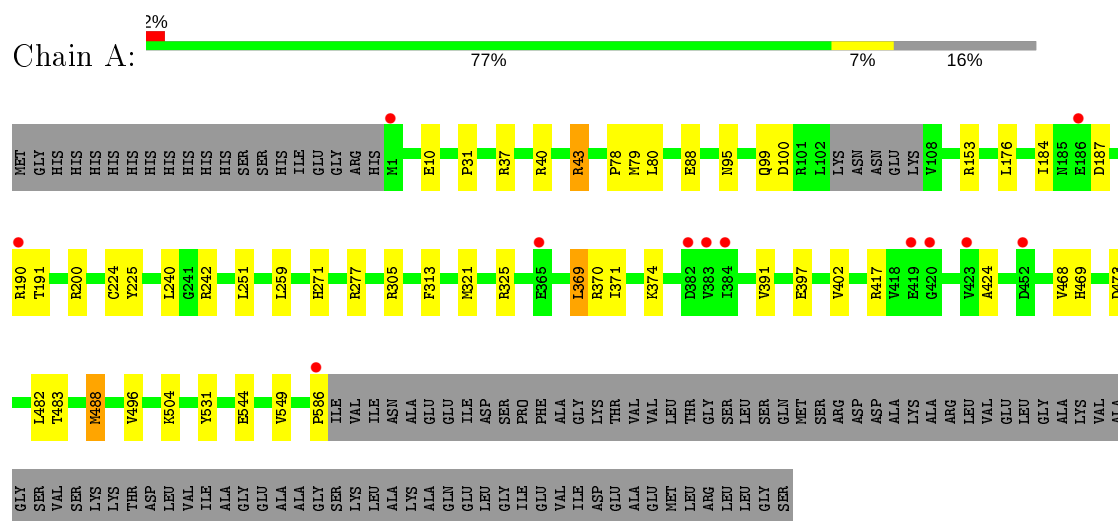 2%
Chain A:
77% 7% 16%
MET GLY HIS HIS HIS HIS HIS HIS HIS HIS HIS HIS SER SER HIS ILE GLU GLY ARG HIS M1 E10 P31 R37 R40 R43 P78 M79 L80 E88 N95 Q99 D100 R101 L102 LYS ASN ASN GLU LYS V108 R153 L176 I184 N185 E186 D187
R190 T191 R200 C224 Y225 L240 G241 R242 L251 L259 H271 R277 R305 F313 M321 R325 E365 L369 R370 I371 K374 D382 V383 I384 V391 E397 V402 R417 V418 E419 G420 V423 A424 D452 V468 H469 D473
L482 T483 M488 V496 K504 Y531 E544 V549 P586 ILE VAL ILE ASN ALA GLU GLU ILE ASP SER PRO PHE ALA GLY LYS THR VAL VAL LEU THR GLY SER LEU SER GLN MET SER ARG ASP ASP ALA LYS ALA ARG LEU VAL GLU LEU GLY ALA LYS VAL ALA
GLY SER VAL SER LYS LYS THR ASP LEU VAL ILE ALA GLY GLU ALA ALA GLY SER LYS LEU ALA LYS ALA GLN GLU LEU GLY ILE GLU VAL ILE ASP GLU ALA GLU MET LEU ARG LEU LEU GLY SER